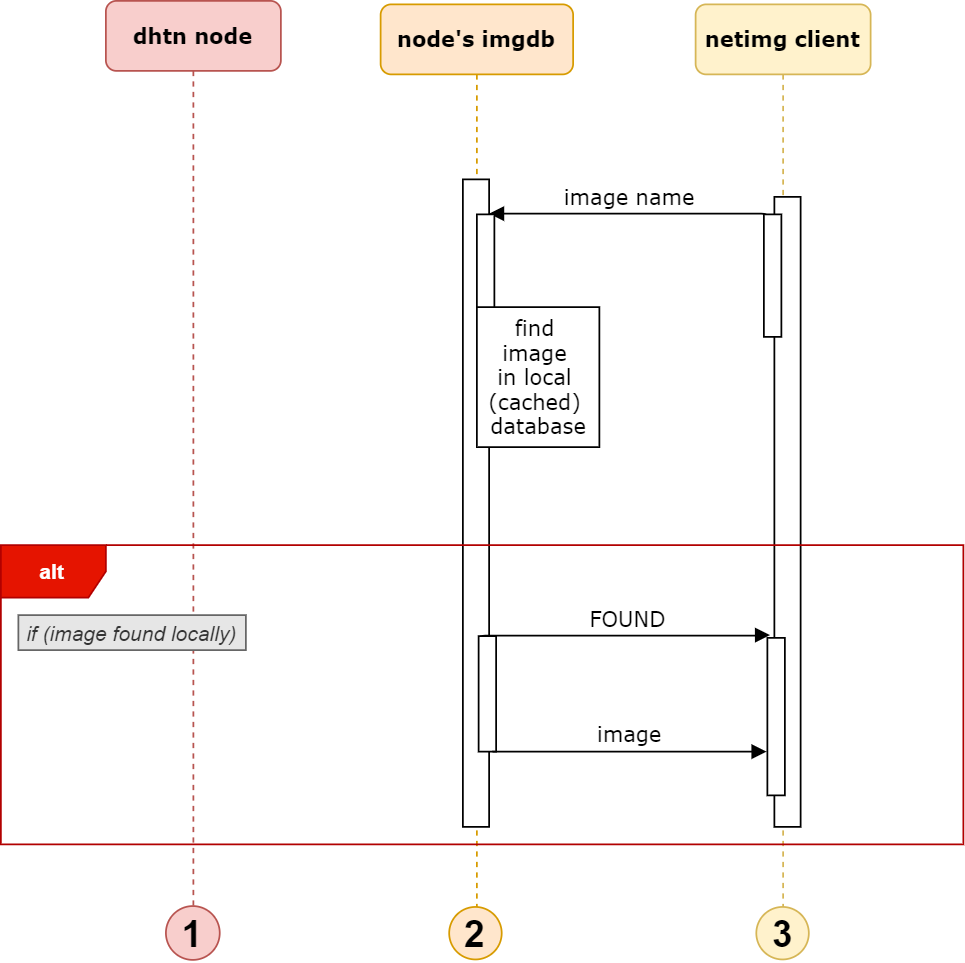 dhtn node
node's imgdb
netimg client
image name
find
image
in local
(cached)
database
alt
if (image found locally)
FOUND
image
1
2
3